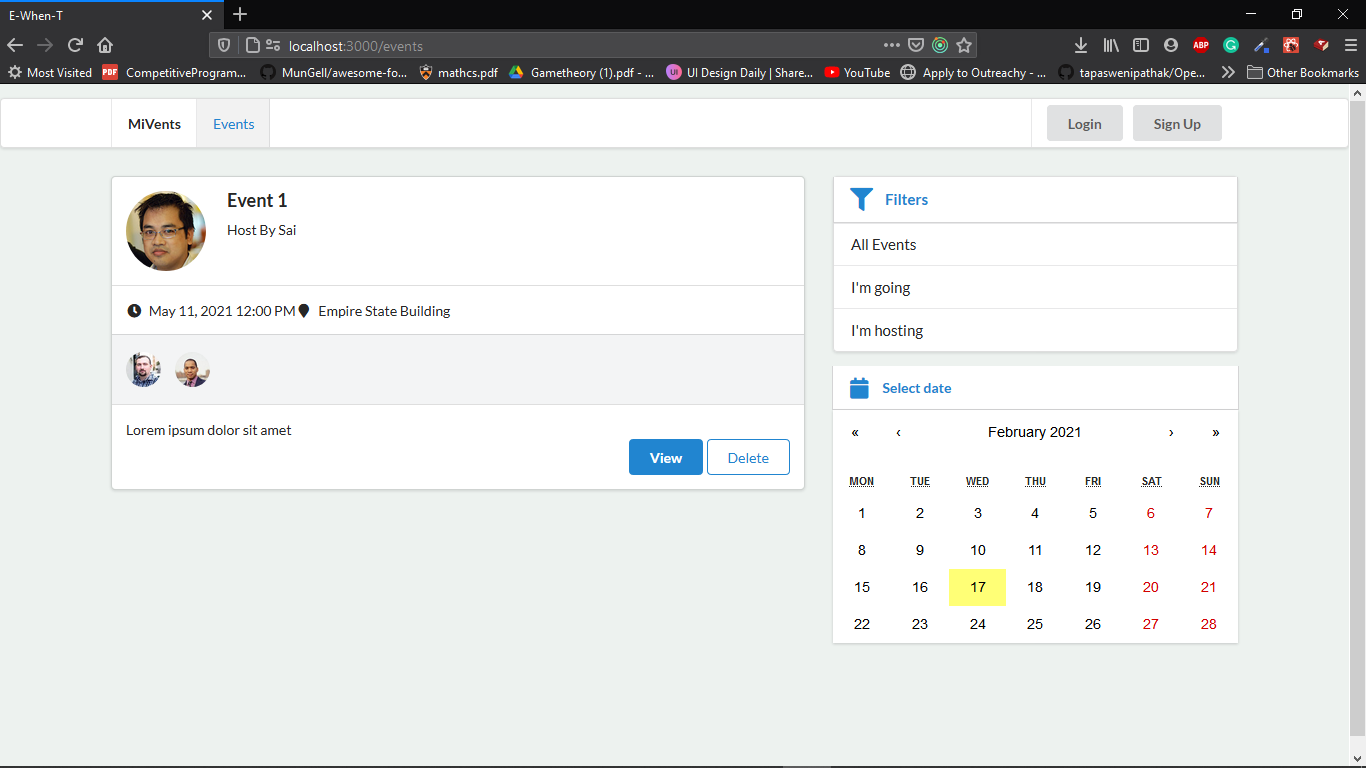 E-When-T
localhost:3000/events
ABP
Most Visited PDF CompetitiveProgram... MunGell/awesome-fo... mathcs.pdf Gametheory (1).pdf - ... UI UI Design Daily | Share... YouTube Apply to Outreachy - ... tapaswenipathak/Ope... Other Bookmarks
MiVents Events Login Sign Up
Event 1
Host By Sai
May 11, 2021 12:00 PM Empire State Building
Lorem ipsum dolor sit amet
View Delete
Filters
All Events
I'm going
I'm hosting
Select date
« ‹ February 2021 › »
MON TUE WED THU FRI SAT SUN
1 2 3 4 5 6 7
8 9 10 11 12 13 14
15 16 17 18 19 20 21
22 23 24 25 26 27 28